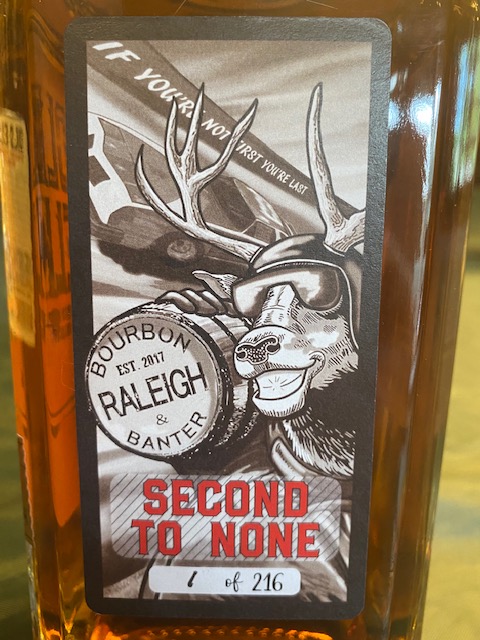 IF YOU'RE NOT FIRST YOU'RE LAST
BOURBON
EST. 2017
RALEIGH
&
BANTER
SECOND
TO NONE
1 of 216